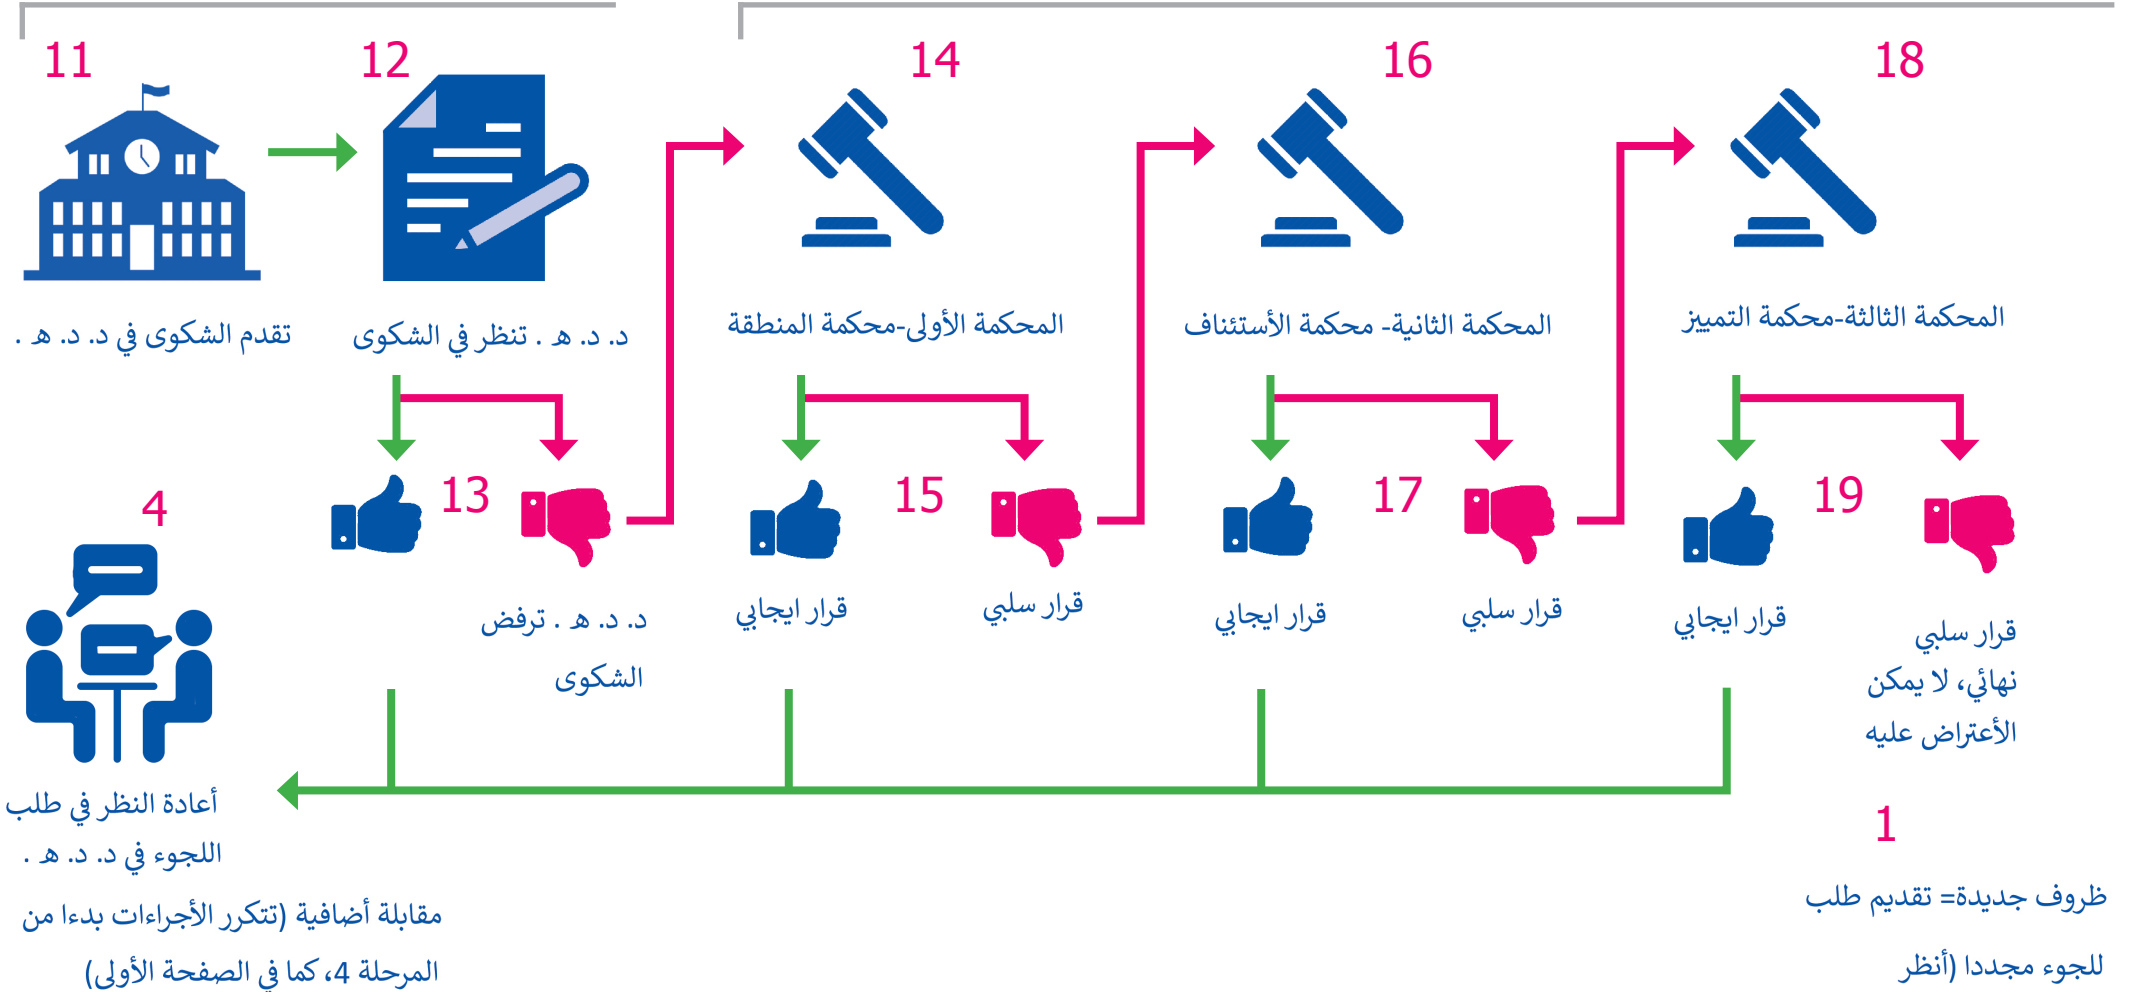 11
12
14
16
18
تقدم الشكوى في د. د. ه .
د. د. ه . تنظر في الشكوى
المحكمة الأولى-محكمة المنطقة
المحكمة الثانية- محكمة الأستئناف
المحكمة الثالثة-محكمة التمييز
13
15
17
19
د. د. ه . ترفض
الشكوى
قرار ايجابي
قرار سلبي
قرار ايجابي
قرار سلبي
قرار ايجابي
قرار سلبي
نهائي، لا يمكن
الأعتراض عليه
4
أعادة النظر في طلب
اللجوء في د. د. ه .
مقابلة أضافية (تتكرر الأجراءات بدءا من
المرحلة 4، كما في الصفحة الأولى)
1
ظروف جديدة= تقديم طلب
للجوء مجددا (أنظر